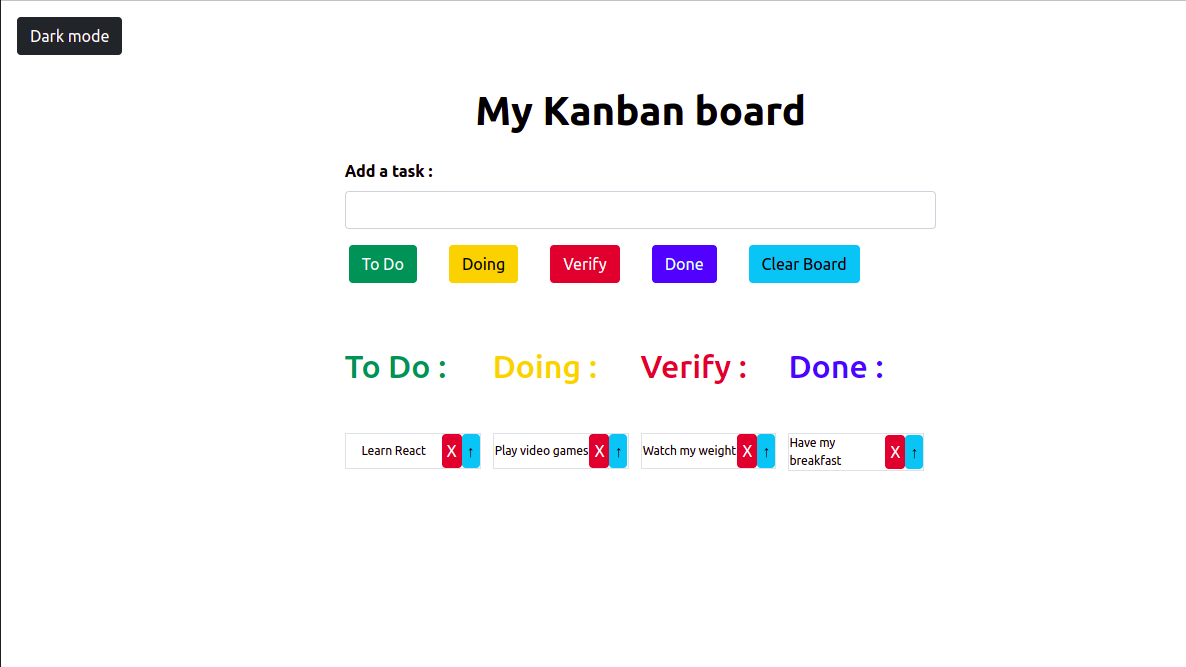 Dark mode
My Kanban board
Add a task :
To Do
Doing
Verify
Done
Clear Board
To Do :
Doing :
Verify :
Done :
Learn React
X
↑
Play video games
X
↑
Watch my weight
X
↑
Have my
breakfast
X
↑